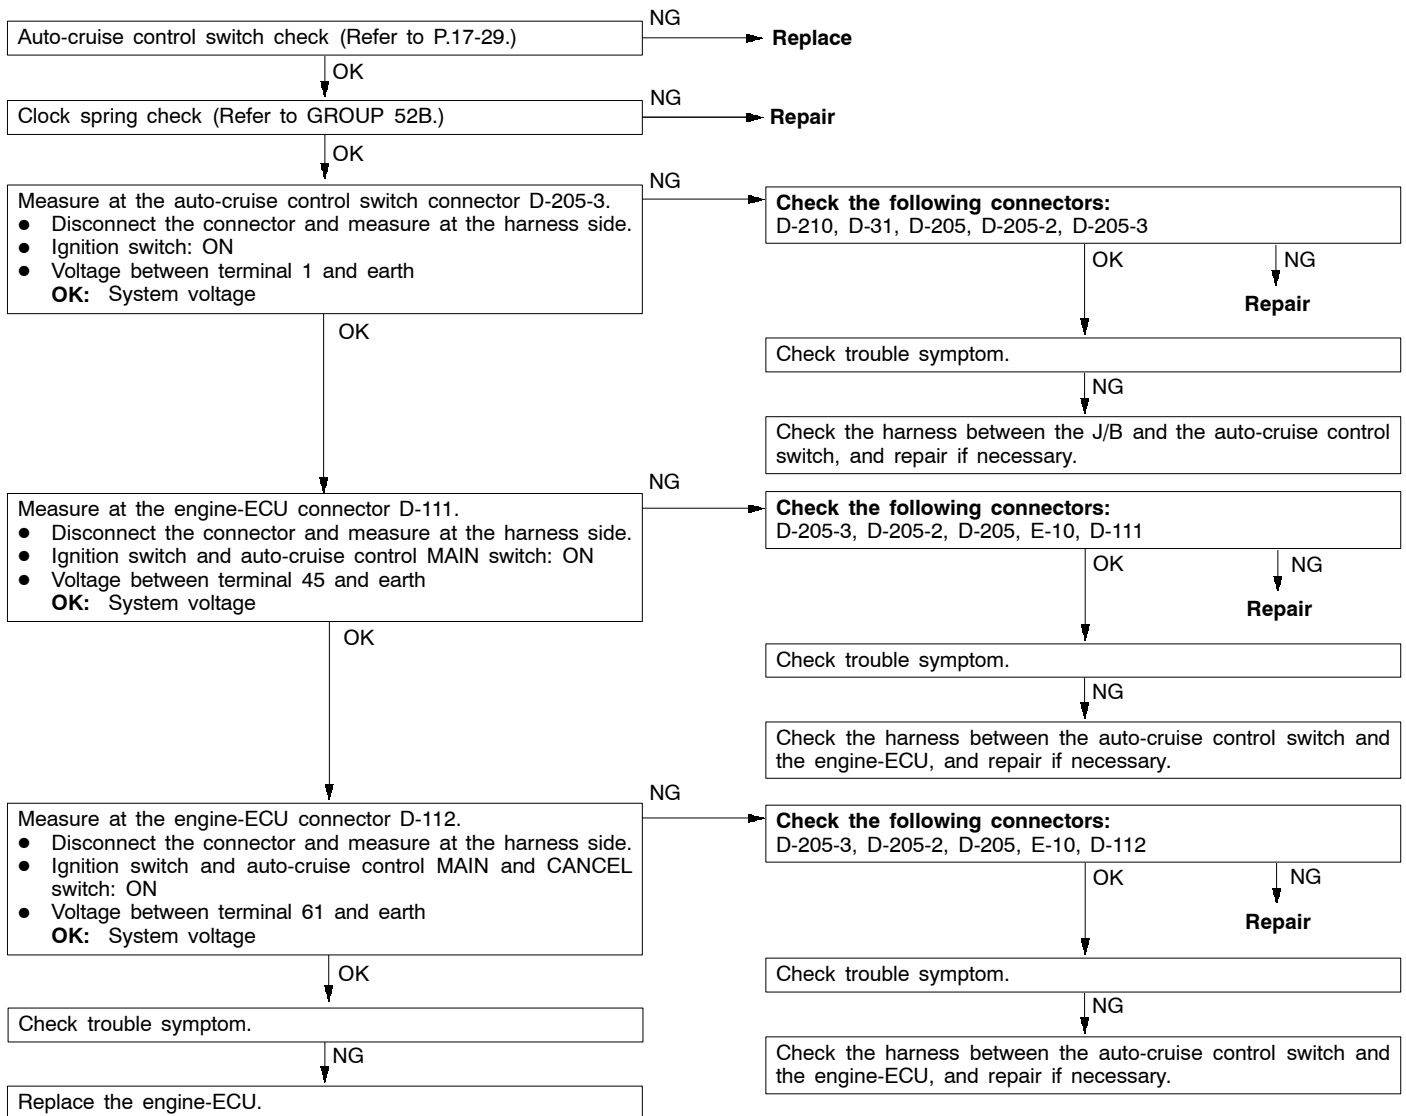 Auto-cruise control switch check (Refer to P.17-29.)
NG
Replace
OK
Clock spring check (Refer to GROUP 52B.)
NG
Repair
OK
Measure at the auto-cruise control switch connector D-205-3.
● Disconnect the connector and measure at the harness side.
● Ignition switch: ON
● Voltage between terminal 1 and earth
OK: System voltage
NG
Check the following connectors:
D-210, D-31, D-205, D-205-2, D-205-3
OK
NG
Repair
Check trouble symptom.
NG
Check the harness between the J/B and the auto-cruise control
switch, and repair if necessary.
OK
Measure at the engine-ECU connector D-111.
● Disconnect the connector and measure at the harness side.
● Ignition switch and auto-cruise control MAIN switch: ON
● Voltage between terminal 45 and earth
OK: System voltage
NG
Check the following connectors:
D-205-3, D-205-2, D-205, E-10, D-111
OK
NG
Repair
Check trouble symptom.
NG
Check the harness between the auto-cruise control switch and
the engine-ECU, and repair if necessary.
OK
Measure at the engine-ECU connector D-112.
● Disconnect the connector and measure at the harness side.
● Ignition switch and auto-cruise control MAIN and CANCEL
switch: ON
● Voltage between terminal 61 and earth
OK: System voltage
NG
Check the following connectors:
D-205-3, D-205-2, D-205, E-10, D-112
OK
NG
Repair
Check trouble symptom.
NG
Check the harness between the auto-cruise control switch and
the engine-ECU, and repair if necessary.
OK
Check trouble symptom.
NG
Replace the engine-ECU.